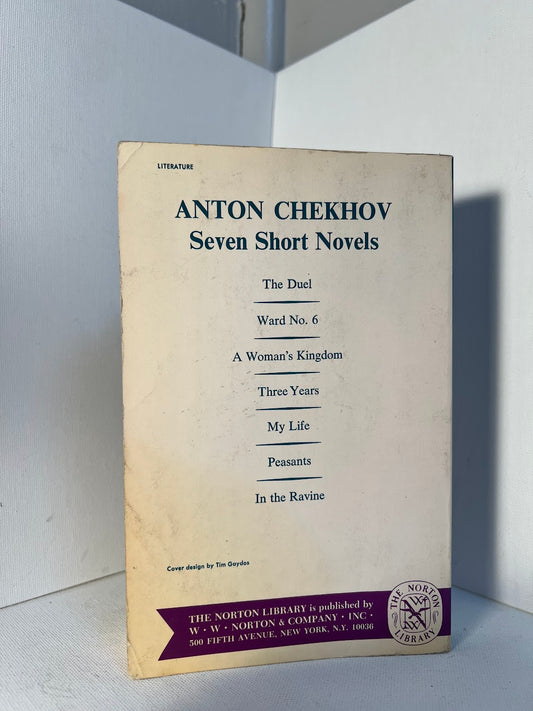 LITERATURE
ANTON CHEKHOV
Seven Short Novels
The Duel
Ward No. 6
A Woman's Kingdom
Three Years
My Life
Peasants
In the Ravine
Cover design by Tim Gaydos
THE NORTON LIBRARY is published by
W · W · NORTON & COMPANY · INC ·
500 FIFTH AVENUE, NEW YORK, N.Y. 10036
THE NORTON
LIBRARY